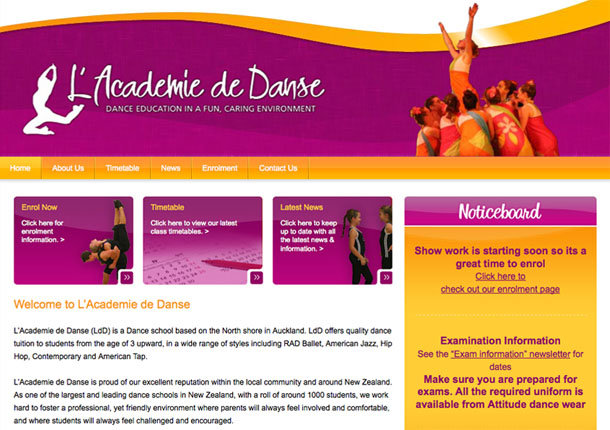 L'Academie de Danse
DANCE EDUCATION IN A FUN, CARING ENVIRONMENT
Home About Us Timetable News Enrolment Contact Us
Enrol Now
Click here for
enrolment
information. >
Timetable
Click here to view our latest
class timetables. >
Latest News
Click here to keep
up to date with
all the latest news &
information. >
Noticeboard
Show work is starting soon so its a
great time to enrol
Click here to
check out our enrolment page
Examination Information
See the "Exam information" newsletter for
dates
Make sure you are prepared for
exams. All the required uniform is
available from Attitude dance wear
Welcome to L'Academie de Danse
L'Academie de Danse (LdD) is a Dance school based on the North shore in Auckland. LdD offers quality dance
tuition to students from the age of 3 upward, in a wide range of styles including RAD Ballet, American Jazz, Hip
Hop, Contemporary and American Tap.
L'Academie de Danse is proud of our excellent reputation within the local community and around New Zealand.
As one of the largest and leading dance schools in New Zealand, with a roll of around 1000 students, we work
hard to foster a professional, yet friendly environment where parents will always feel involved and comfortable,
and where students will always feel challenged and encouraged.